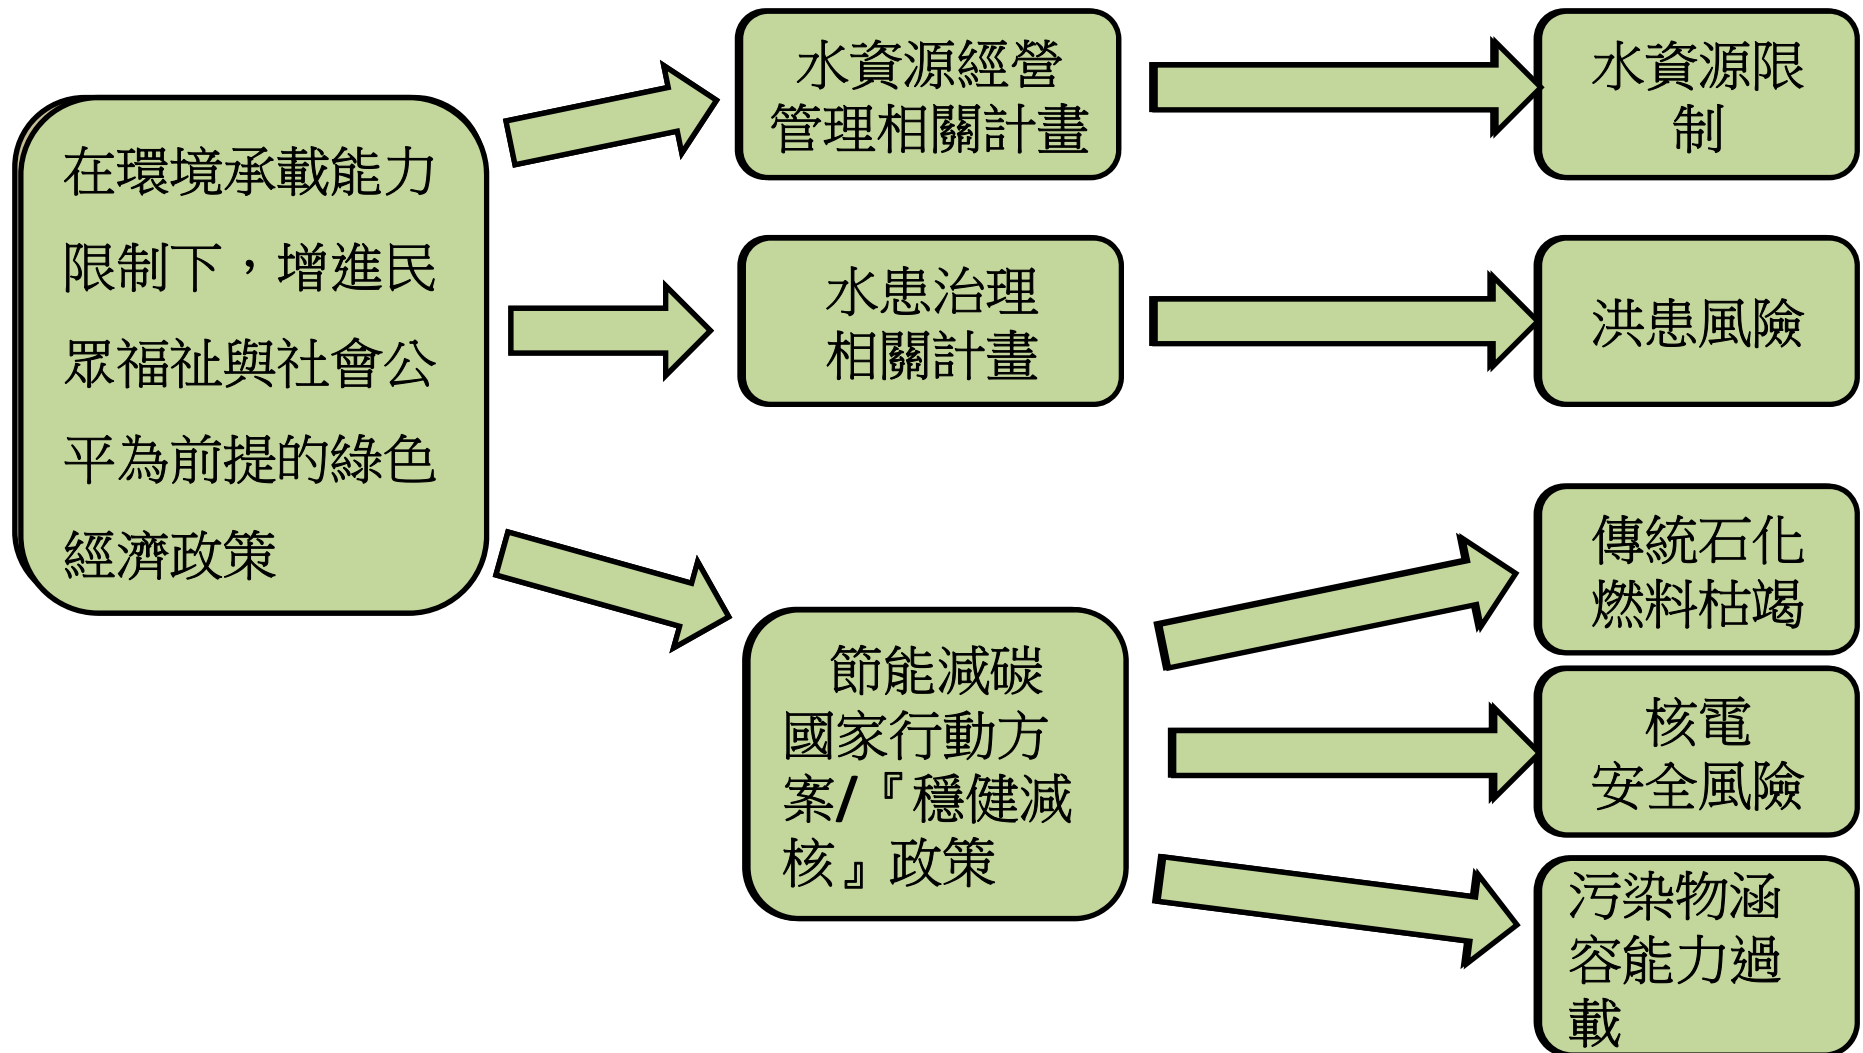 在環境承載能力
限制下，增進民
眾福祉與社會公
平為前提的綠色
經濟政策
水資源經營
管理相關計畫
水患治理
相關計畫
節能減碳
國家行動方
案/『穩健減
核』政策
水資源限
制
洪患風險
傳統石化
燃料枯竭
核電
安全風險
污染物涵
容能力過
載